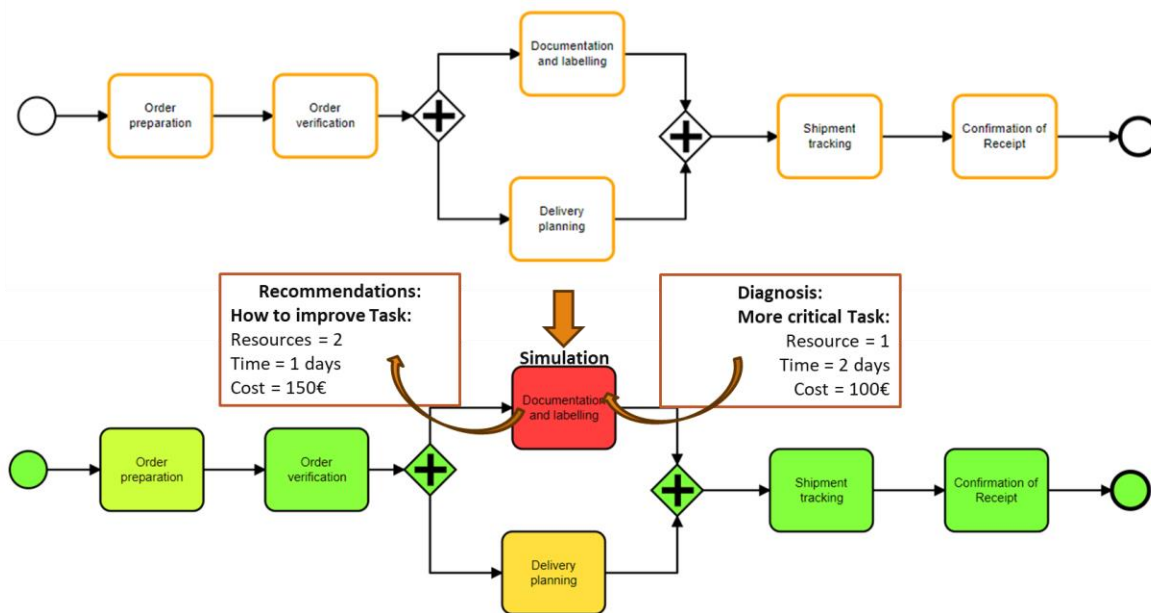 Documentation
and labelling
Order
preparation
Order
verification
Shipment
tracking
Confirmation of
Receipt
Delivery
planning
Recommendations:
How to improve Task:
Resources = 2
Time = 1 days
Cost = 150€
Diagnosis:
More critical Task:
Resource = 1
Time = 2 days
Cost = 100€
Simulation
Documentation
and labelling
Order
preparation
Order
verification
Shipment
tracking
Confirmation of
Receipt
Delivery
planning